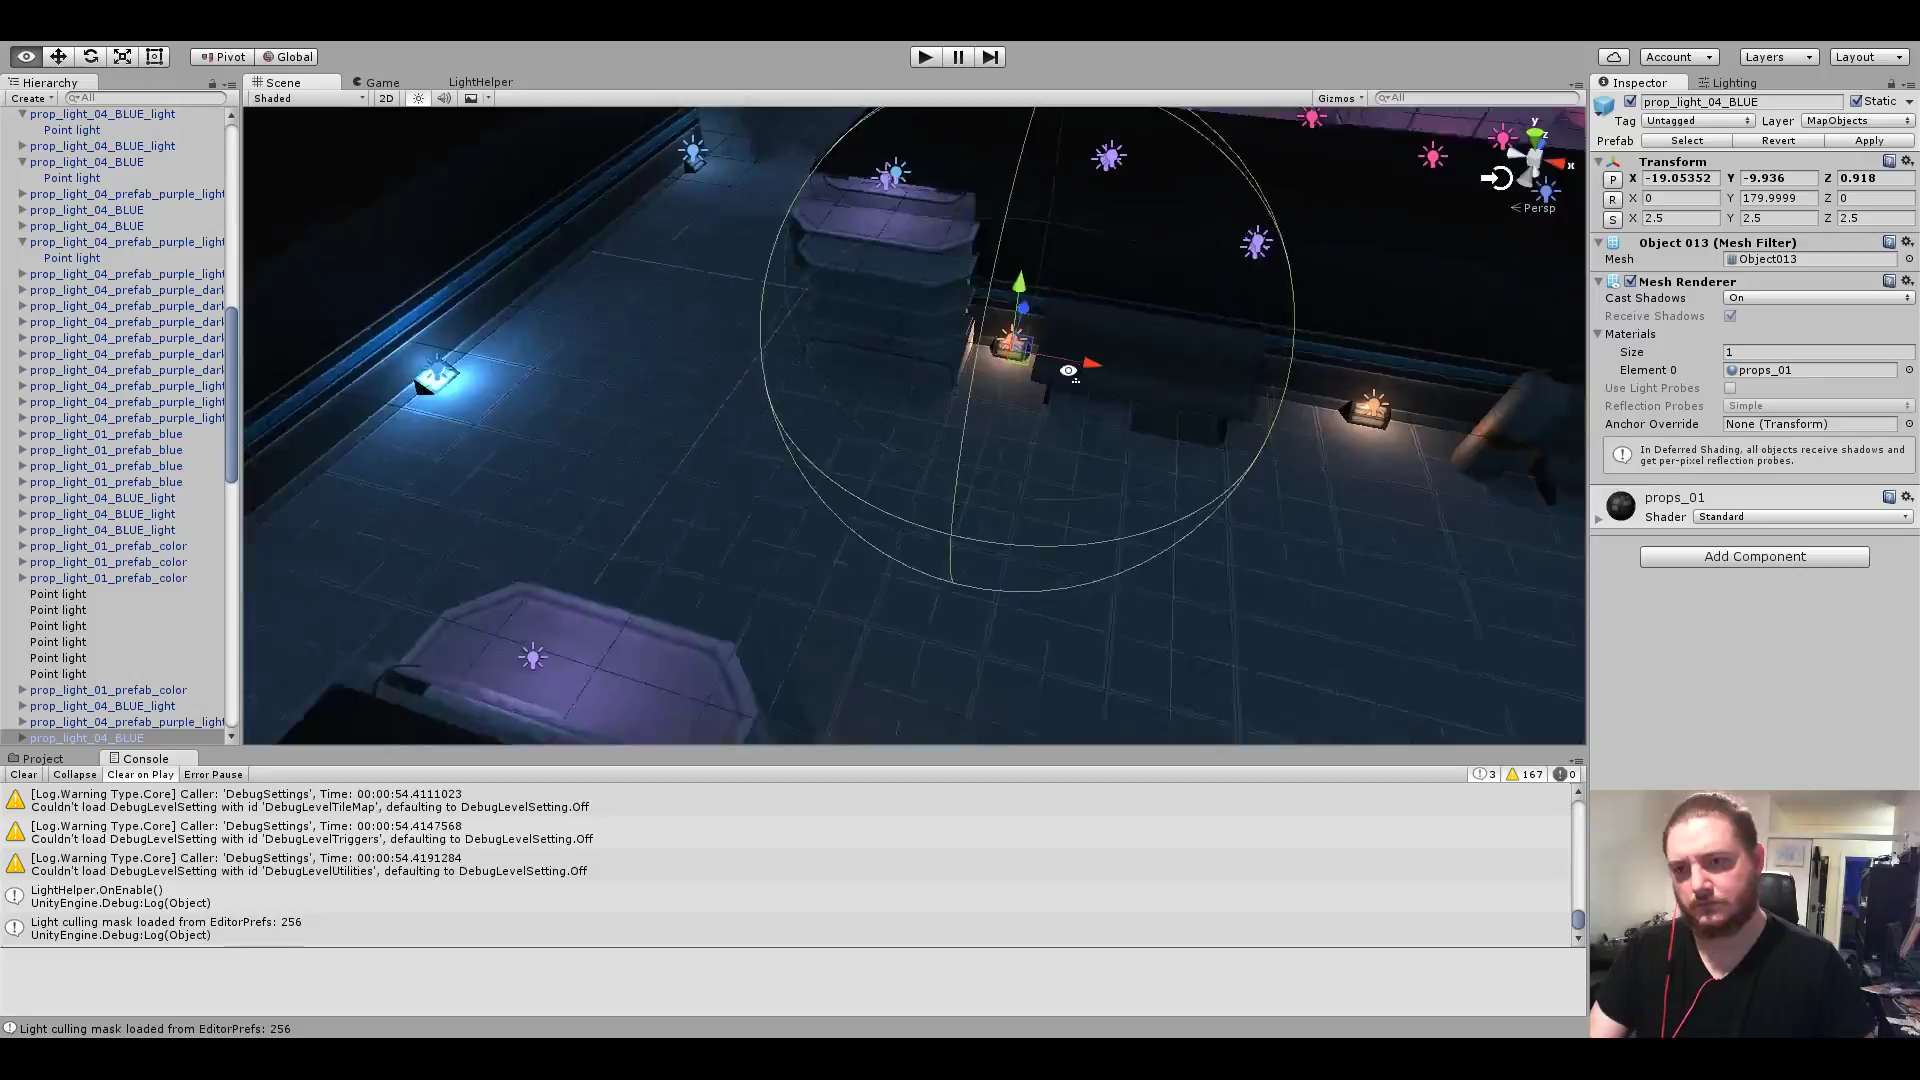 Pivot
Global
Account
Layers
Layout
Hierarchy
Create
All
prop_light_04_BLUE_light
Point light
prop_light_04_BLUE_light
prop_light_04_BLUE
Point light
prop_light_04_prefab_purple_light
prop_light_04_BLUE
prop_light_04_BLUE
prop_light_04_prefab_purple_light
Point light
prop_light_04_prefab_purple_light
prop_light_04_prefab_purple_dark
prop_light_04_prefab_purple_dark
prop_light_04_prefab_purple_dark
prop_light_04_prefab_purple_dark
prop_light_04_prefab_purple_dark
prop_light_04_prefab_purple_dark
prop_light_04_prefab_purple_light
prop_light_04_prefab_purple_light
prop_light_04_prefab_purple_light
prop_light_01_prefab_blue
prop_light_01_prefab_blue
prop_light_01_prefab_blue
prop_light_01_prefab_blue
prop_light_04_BLUE_light
prop_light_04_BLUE_light
prop_light_04_BLUE_light
prop_light_01_prefab_color
prop_light_01_prefab_color
prop_light_01_prefab_color
Point light
Point light
Point light
Point light
Point light
Point light
prop_light_01_prefab_color
prop_light_04_BLUE_light
prop_light_04_prefab_purple_light
prop_light_04_BLUE
Scene
Game
LightHelper
Shaded
2D
Gizmos
All
y
z
x
Persp
Inspector
Lighting
prop_light_04_BLUE
Static
Tag Untagged Layer MapObjects
Prefab Select Revert Apply
Transform
P X -19.05352 Y -9.936 Z 0.918
R X 0 Y 179.9999 Z 0
S X 2.5 Y 2.5 Z 2.5
Object 013 (Mesh Filter)
Mesh Object013
Mesh Renderer
Cast Shadows On
Receive Shadows
Materials
Size 1
Element 0 props_01
Use Light Probes
Reflection Probes Simple
Anchor Override None (Transform)
In Deferred Shading, all objects receive shadows and
get per-pixel reflection probes.
props_01
Shader Standard
Add Component
Project
Console
Clear
Collapse
Clear on Play
Error Pause
3
167
0
[Log.Warning Type.Core] Caller: 'DebugSettings', Time: 00:00:54.4111023
Couldn't load DebugLevelSetting with id 'DebugLevelTileMap', defaulting to DebugLevelSetting.Off
[Log.Warning Type.Core] Caller: 'DebugSettings', Time: 00:00:54.4147568
Couldn't load DebugLevelSetting with id 'DebugLevelTriggers', defaulting to DebugLevelSetting.Off
[Log.Warning Type.Core] Caller: 'DebugSettings', Time: 00:00:54.4191284
Couldn't load DebugLevelSetting with id 'DebugLevelUtilities', defaulting to DebugLevelSetting.Off
LightHelper.OnEnable()
UnityEngine.Debug:Log(Object)
Light culling mask loaded from EditorPrefs: 256
UnityEngine.Debug:Log(Object)
Light culling mask loaded from EditorPrefs: 256